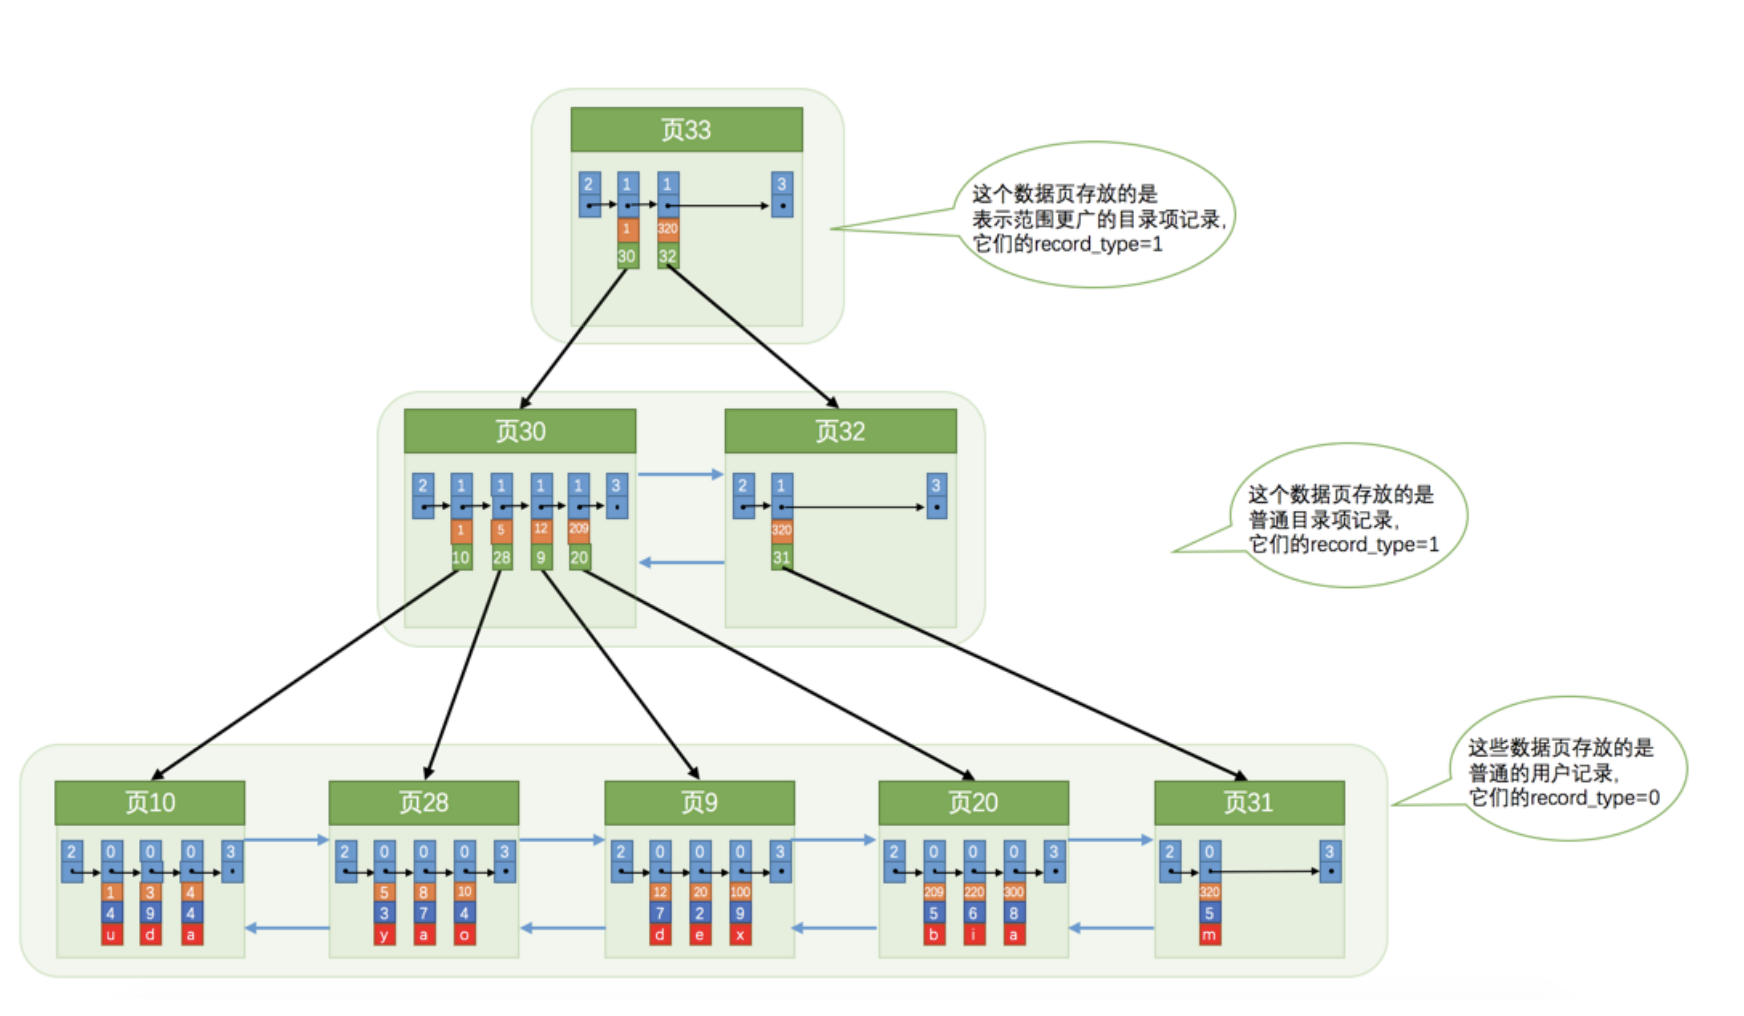 页33
2 1 1 3
1 320
30 32
这个数据页存放的是
表示范围更广的目录项记录,
它们的record_type=1
页30
2 1 1 1 1 3
1 5 12 209
10 28 9 20
页32
2 1 3
320
31
这个数据页存放的是
普通目录项记录,
它们的record_type=1
页10
2 0 0 0 3
1 3 4
4 9 4
u d a
页28
2 0 0 0 3
5 8 10
3 7 4
y a o
页9
2 0 0 0 3
12 20 100
7 2 9
d e x
页20
2 0 0 0 3
209 220 300
5 6 8
b i a
页31
2 0 3
320
5
m
这些数据页存放的是
普通的用户记录,
它们的record_type=0